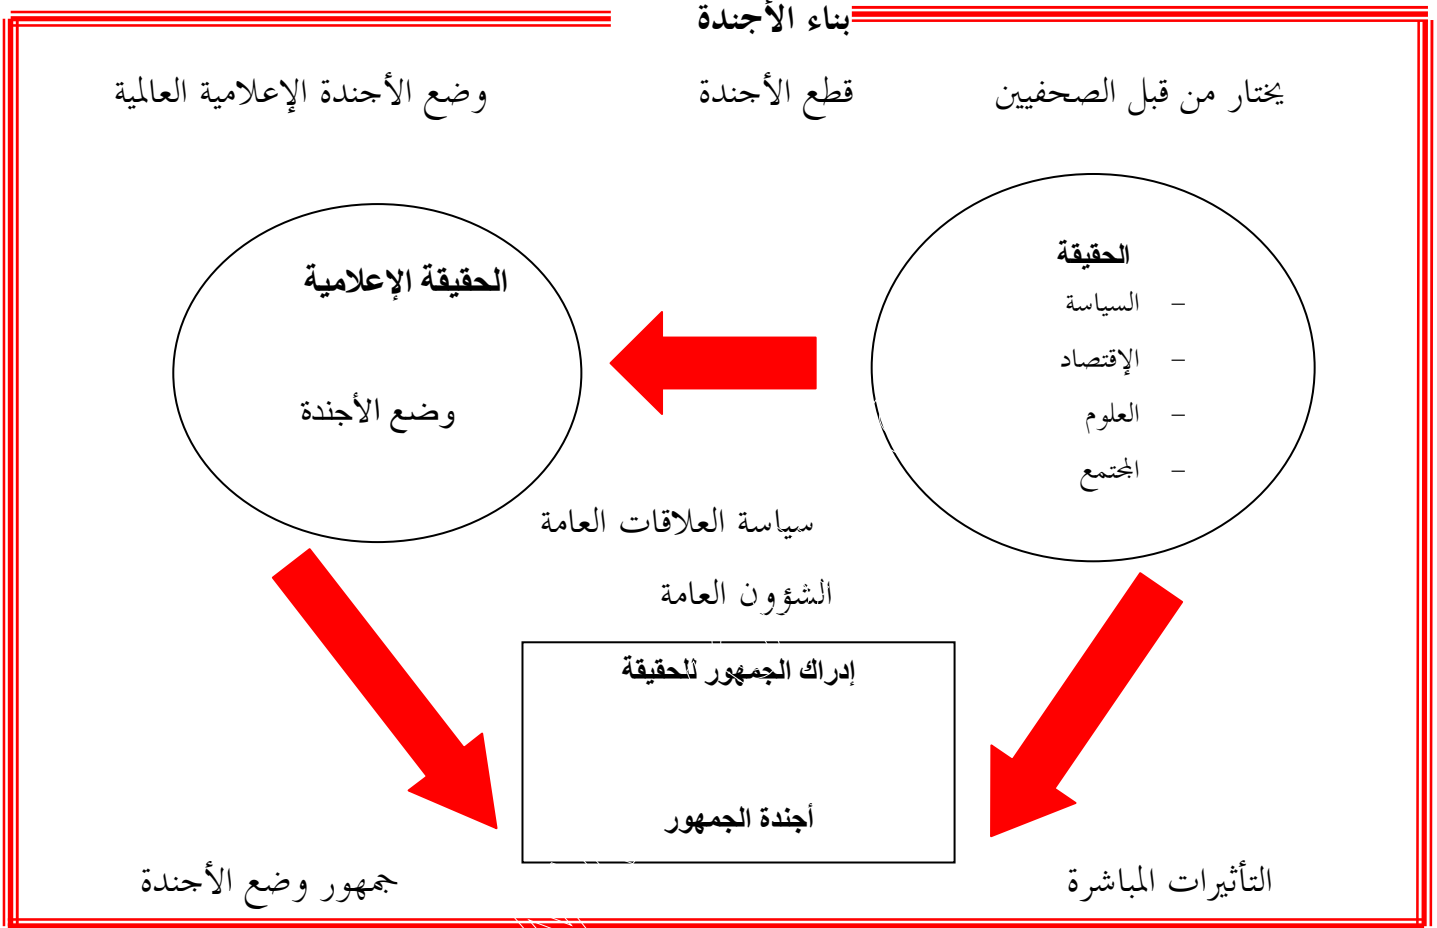 بناء الأجندة
يختار من قبل الصحفيين
قطع الأجندة
وضع الأجندة الإعلامية العالمية
الحقيقة
– السياسة
– الإقتصاد
– العلوم
– المجتمع
الحقيقة الإعلامية
وضع الأجندة
سياسة العلاقات العامة
الشؤون العامة
إدراك الجمهور للحقيقة
أجندة الجمهور
التأثيرات المباشرة
جمهور وضع الأجندة